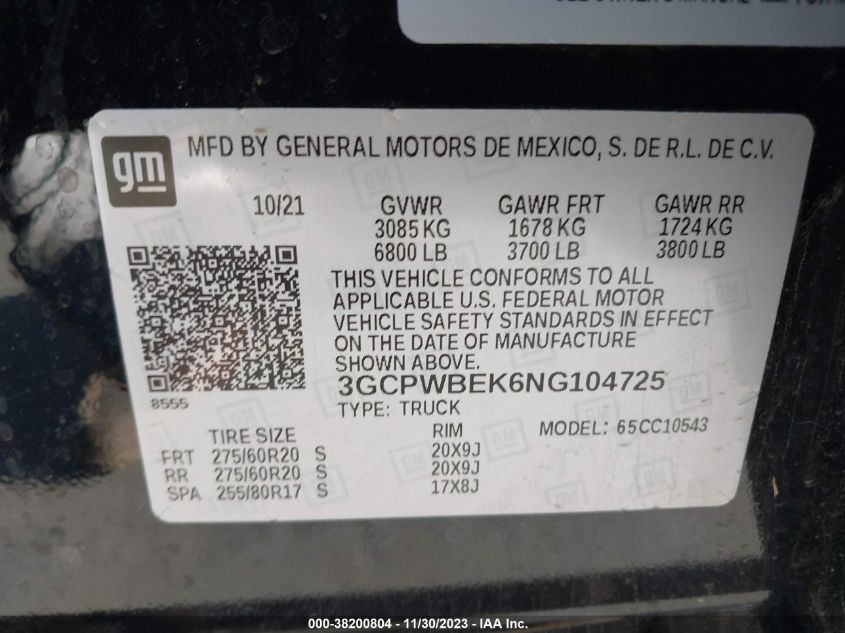 gm
MFD BY GENERAL MOTORS DE MEXICO, S. DE R.L. DE C.V.
10/21 GVWR GAWR FRT GAWR RR
3085 KG 1678 KG 1724 KG
6800 LB 3700 LB 3800 LB
THIS VEHICLE CONFORMS TO ALL
APPLICABLE U.S. FEDERAL MOTOR
VEHICLE SAFETY STANDARDS IN EFFECT
ON THE DATE OF MANUFACTURE
SHOWN ABOVE.
3GCPWBEK6NG104725
8555
TYPE: TRUCK
MODEL: 65CC10543
TIRE SIZE RIM
FRT 275/60R20 S 20X9J
RR 275/60R20 S 20X9J
SPA 255/80R17 S 17X8J
000-38200804 — 11/30/2023 — IAA Inc.